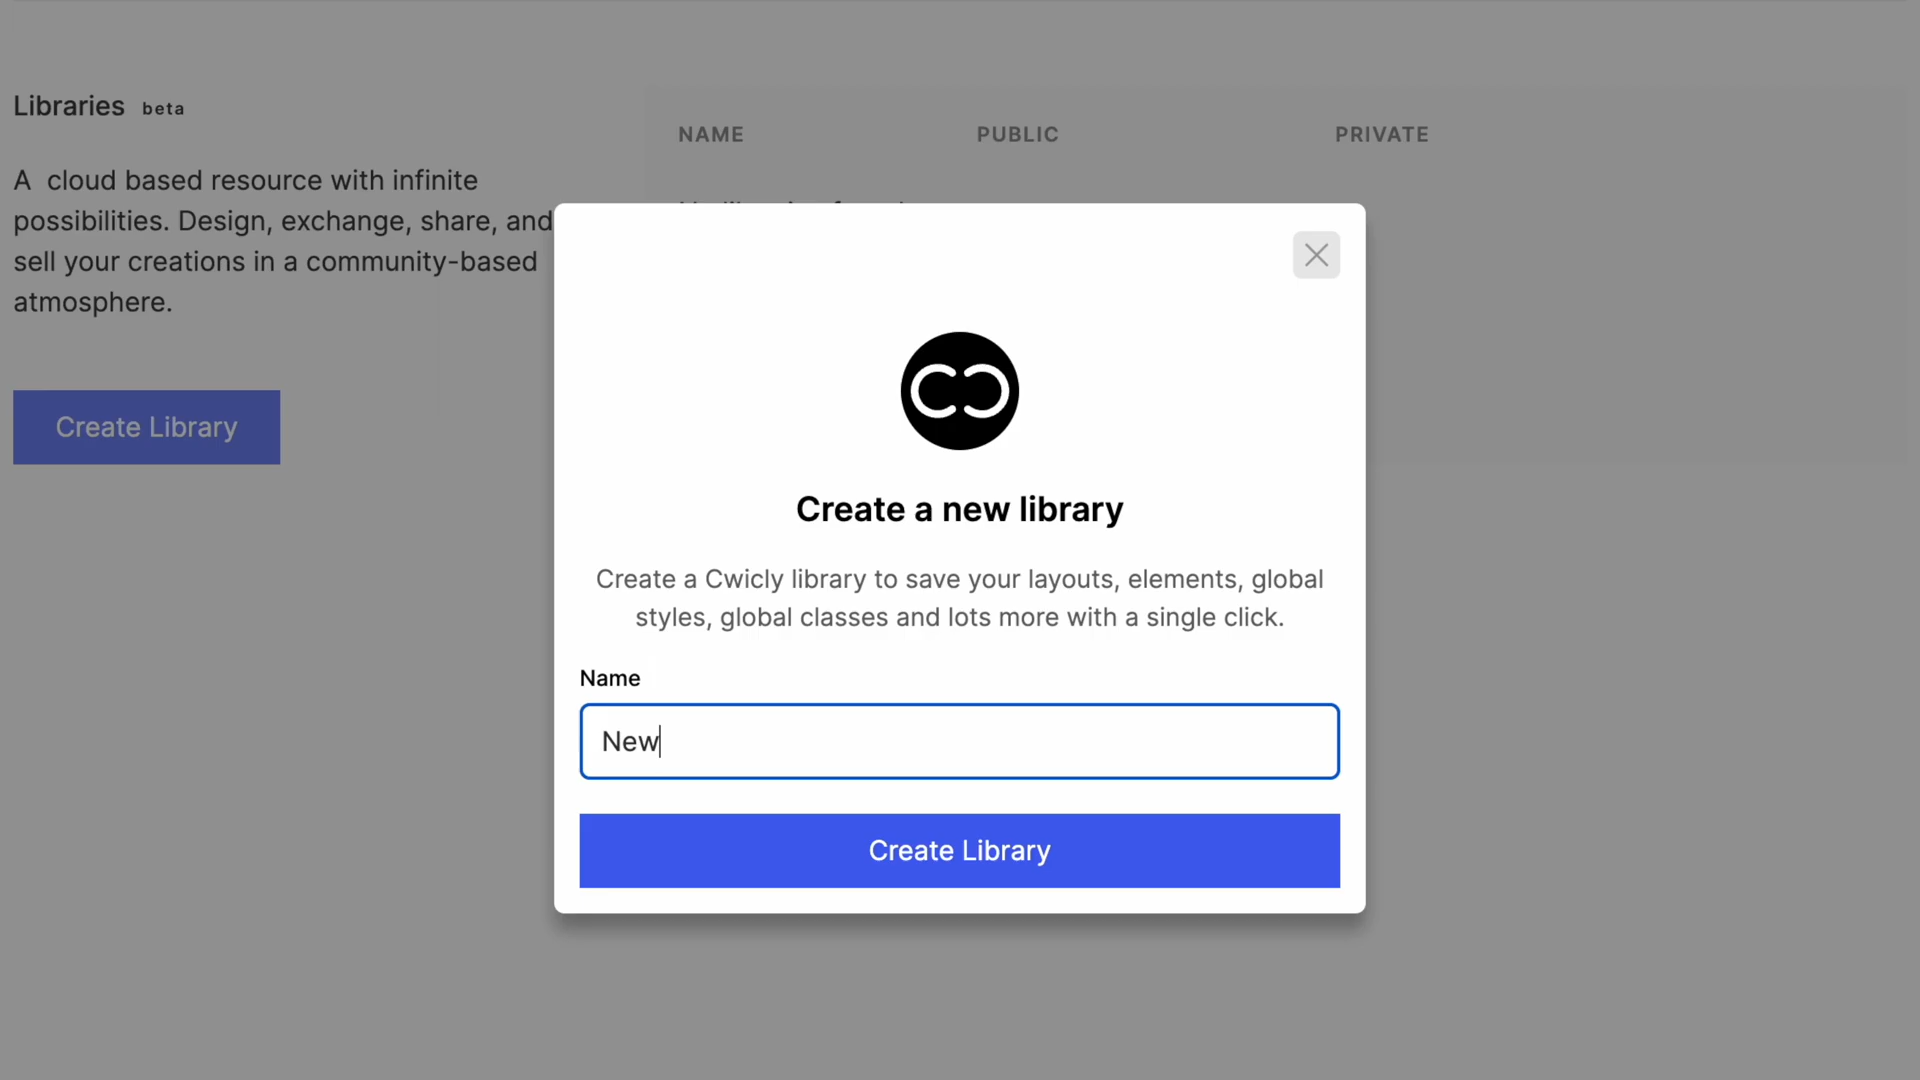 Libraries beta
A cloud based resource with infinite
possibilities. Design, exchange, share, and
sell your creations in a community-based
atmosphere.
Create Library
NAME PUBLIC PRIVATE
Create a new library
Create a Cwicly library to save your layouts, elements, global
styles, global classes and lots more with a single click.
Name
New
Create Library